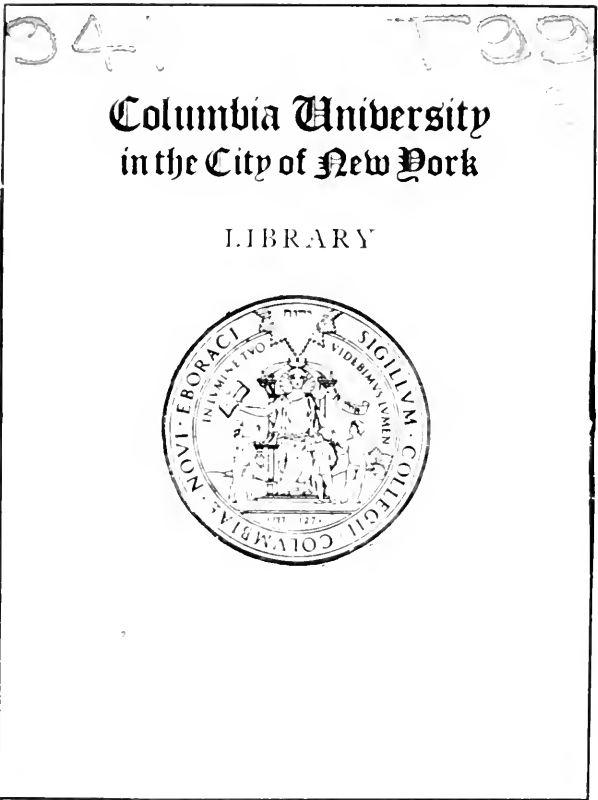 Columbia University
in the City of New York
LIBRARY
SIGILLVM · COLLEGII · COLVMBIAE · NOVI · EBORACI
IN LVMINE TVO VIDEBIMVS LVMEN